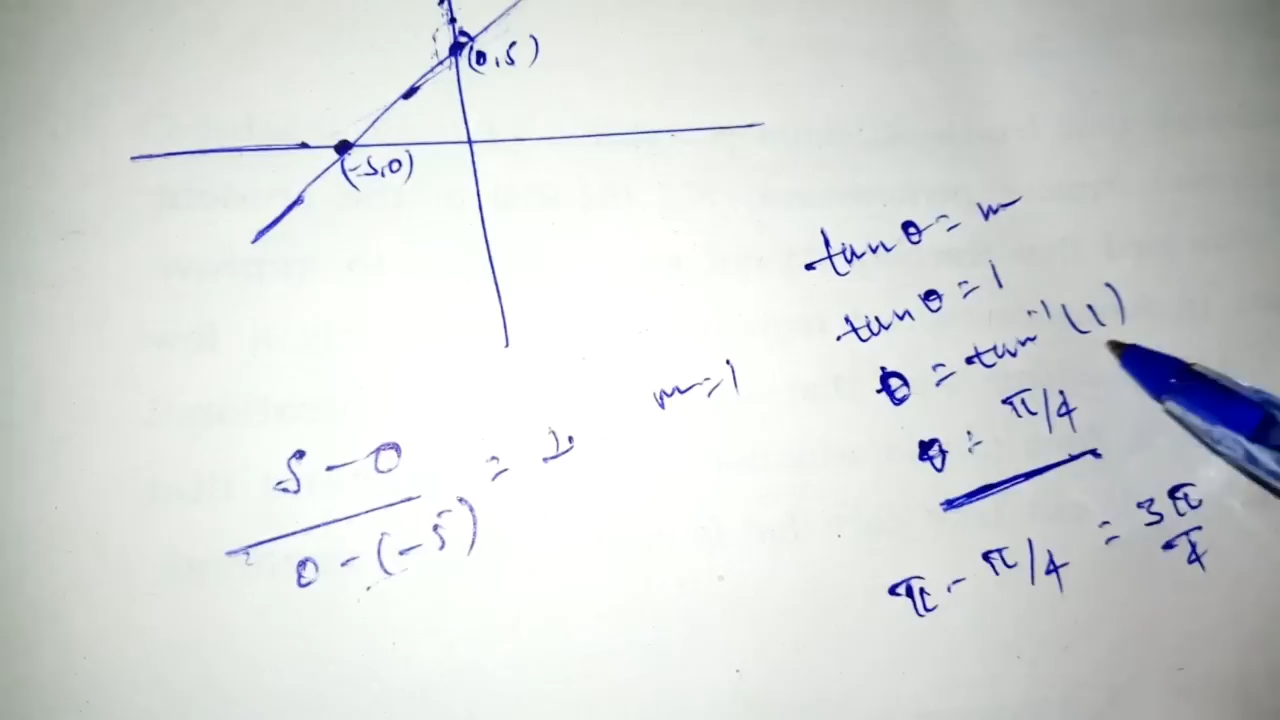 (0,5)
(-5,0)
tan θ = m
tan θ = 1
θ = tan⁻¹(1)
θ = π/4
m=1
5-0
0-(-5)
= 1
π - π/4 = 3π/4